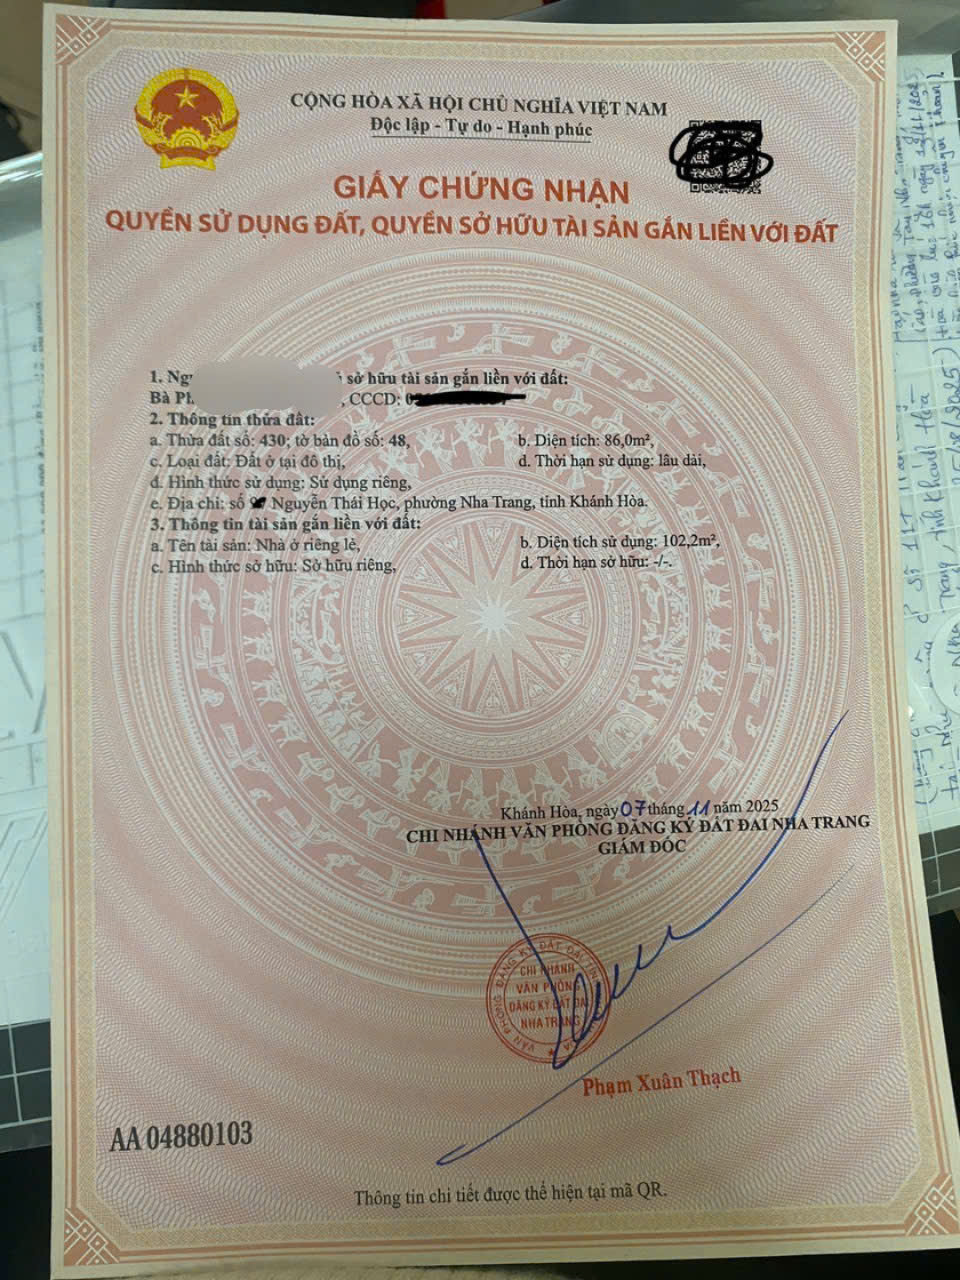 CỘNG HÒA XÃ HỘI CHỦ NGHĨA VIỆT NAM
Độc lập - Tự do - Hạnh phúc
GIẤY CHỨNG NHẬN
QUYỀN SỬ DỤNG ĐẤT, QUYỀN SỞ HỮU TÀI SẢN GẮN LIỀN VỚI ĐẤT
1. sở hữu tài sản gắn liền với đất:
Bà , CCCD:
2. Thông tin thửa đất:
a. Thửa đất số: 430; tờ bản đồ số: 48, b. Diện tích: 86,0m²,
c. Loại đất: Đất ở tại đô thị, d. Thời hạn sử dụng: lâu dài,
đ. Hình thức sử dụng: Sử dụng riêng,
e. Địa chỉ: số Nguyễn Thái Học, phường Nha Trang, tỉnh Khánh Hòa.
3. Thông tin tài sản gắn liền với đất:
a. Tên tài sản: Nhà ở riêng lẻ, b. Diện tích sử dụng: 102,2m²,
c. Hình thức sở hữu: Sở hữu riêng, d. Thời hạn sở hữu: -/-.
Khánh Hòa, ngày 07 tháng 11 năm 2025
CHI NHÁNH VĂN PHÒNG ĐĂNG KÝ ĐẤT ĐAI NHA TRANG
GIÁM ĐỐC
CHI NHÁNH
VĂN PHÒNG
ĐĂNG KÝ ĐẤT ĐAI
NHA TRANG
Phạm Xuân Thạch
AA 04880103
Thông tin chi tiết được thể hiện tại mã QR.